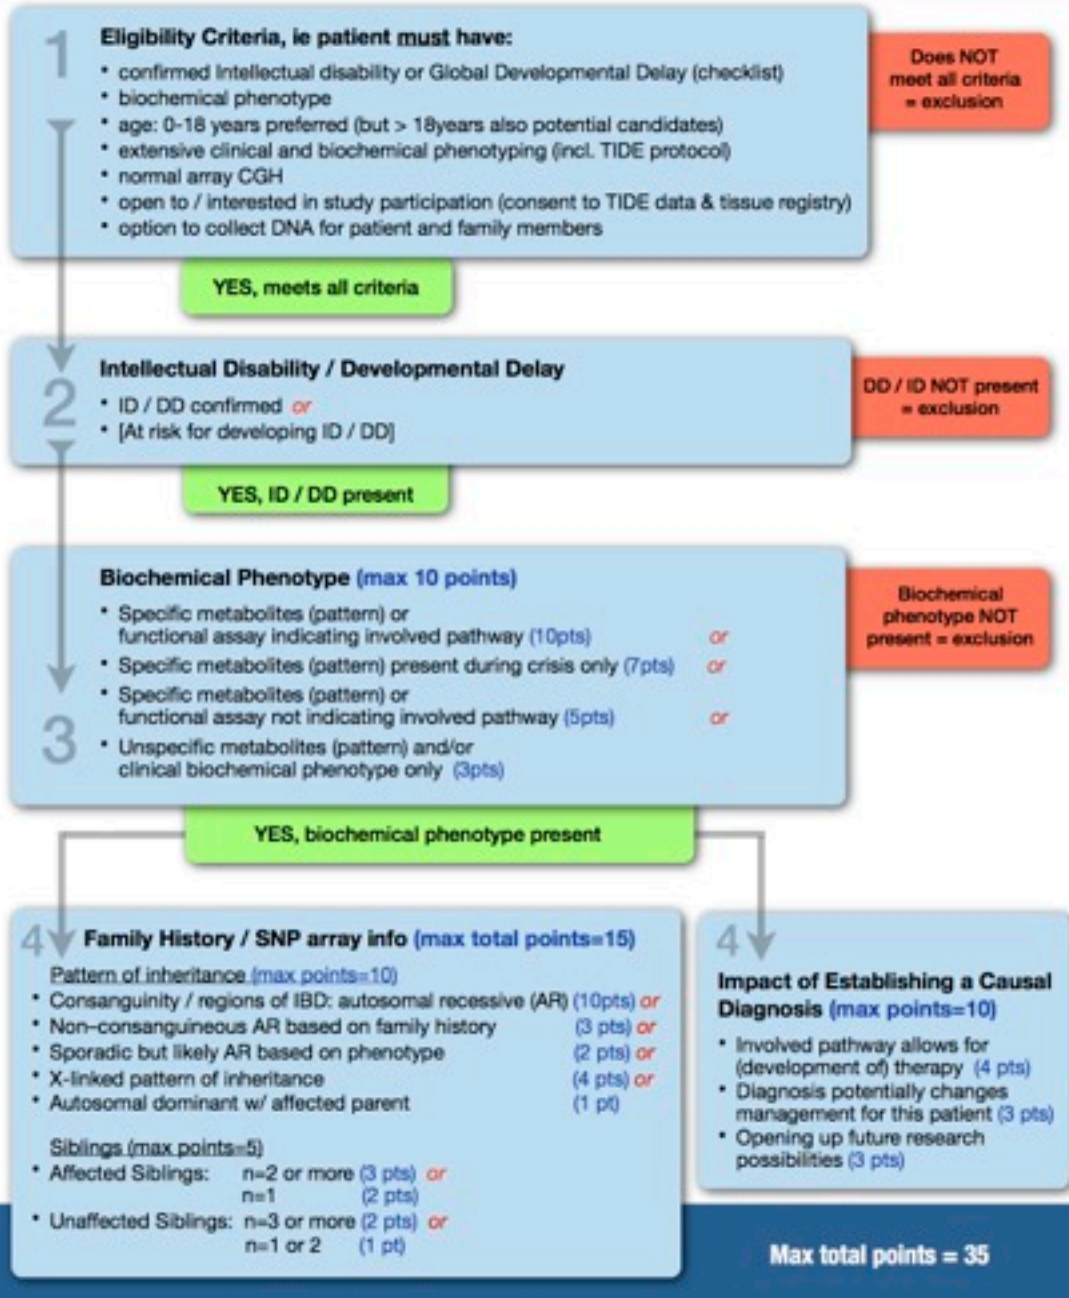 1
Eligibility Criteria, ie patient must have:
• confirmed Intellectual disability or Global Developmental Delay (checklist)
• biochemical phenotype
• age: 0-18 years preferred (but > 18years also potential candidates)
• extensive clinical and biochemical phenotyping (incl. TIDE protocol)
• normal array CGH
• open to / interested in study participation (consent to TIDE data & tissue registry)
• option to collect DNA for patient and family members
Does NOT
meet all criteria
= exclusion
YES, meets all criteria
2
Intellectual Disability / Developmental Delay
• ID / DD confirmed or
• [At risk for developing ID / DD]
DD / ID NOT present
= exclusion
YES, ID / DD present
3
Biochemical Phenotype (max 10 points)
• Specific metabolites (pattern) or
functional assay indicating involved pathway (10pts) or
• Specific metabolites (pattern) present during crisis only (7pts) or
• Specific metabolites (pattern) or
functional assay not indicating involved pathway (5pts) or
• Unspecific metabolites (pattern) and/or
clinical biochemical phenotype only (3pts)
Biochemical
phenotype NOT
present = exclusion
YES, biochemical phenotype present
4
Family History / SNP array info (max total points=15)
Pattern of inheritance (max points=10)
• Consanguinity / regions of IBD: autosomal recessive (AR) (10pts) or
• Non–consanguineous AR based on family history (3 pts) or
• Sporadic but likely AR based on phenotype (2 pts) or
• X-linked pattern of inheritance (4 pts) or
• Autosomal dominant w/ affected parent (1 pt)
Siblings (max points=5)
• Affected Siblings: n=2 or more (3 pts) or
n=1 (2 pts)
• Unaffected Siblings: n=3 or more (2 pts) or
n=1 or 2 (1 pt)
4
Impact of Establishing a Causal
Diagnosis (max points=10)
• Involved pathway allows for
(development of) therapy (4 pts)
• Diagnosis potentially changes
management for this patient (3 pts)
• Opening up future research
possibilities (3 pts)
Max total points = 35